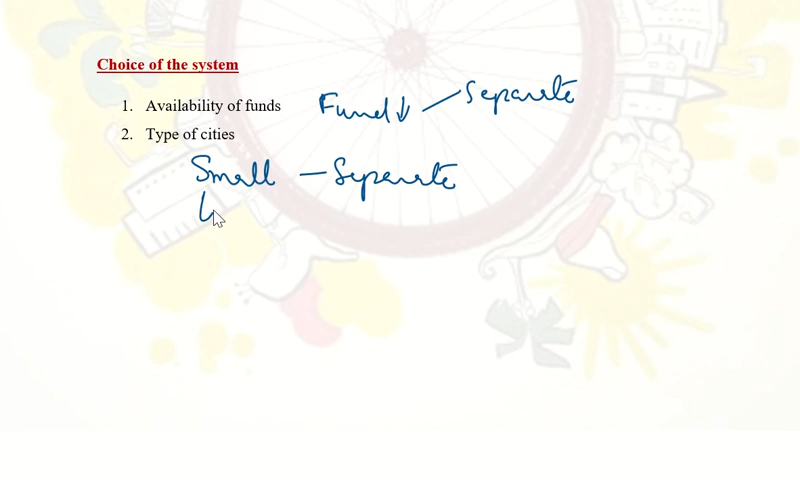 Choice of the system
1. Availability of funds Fund↓ — Separate
2. Type of cities
Small — Separate
L